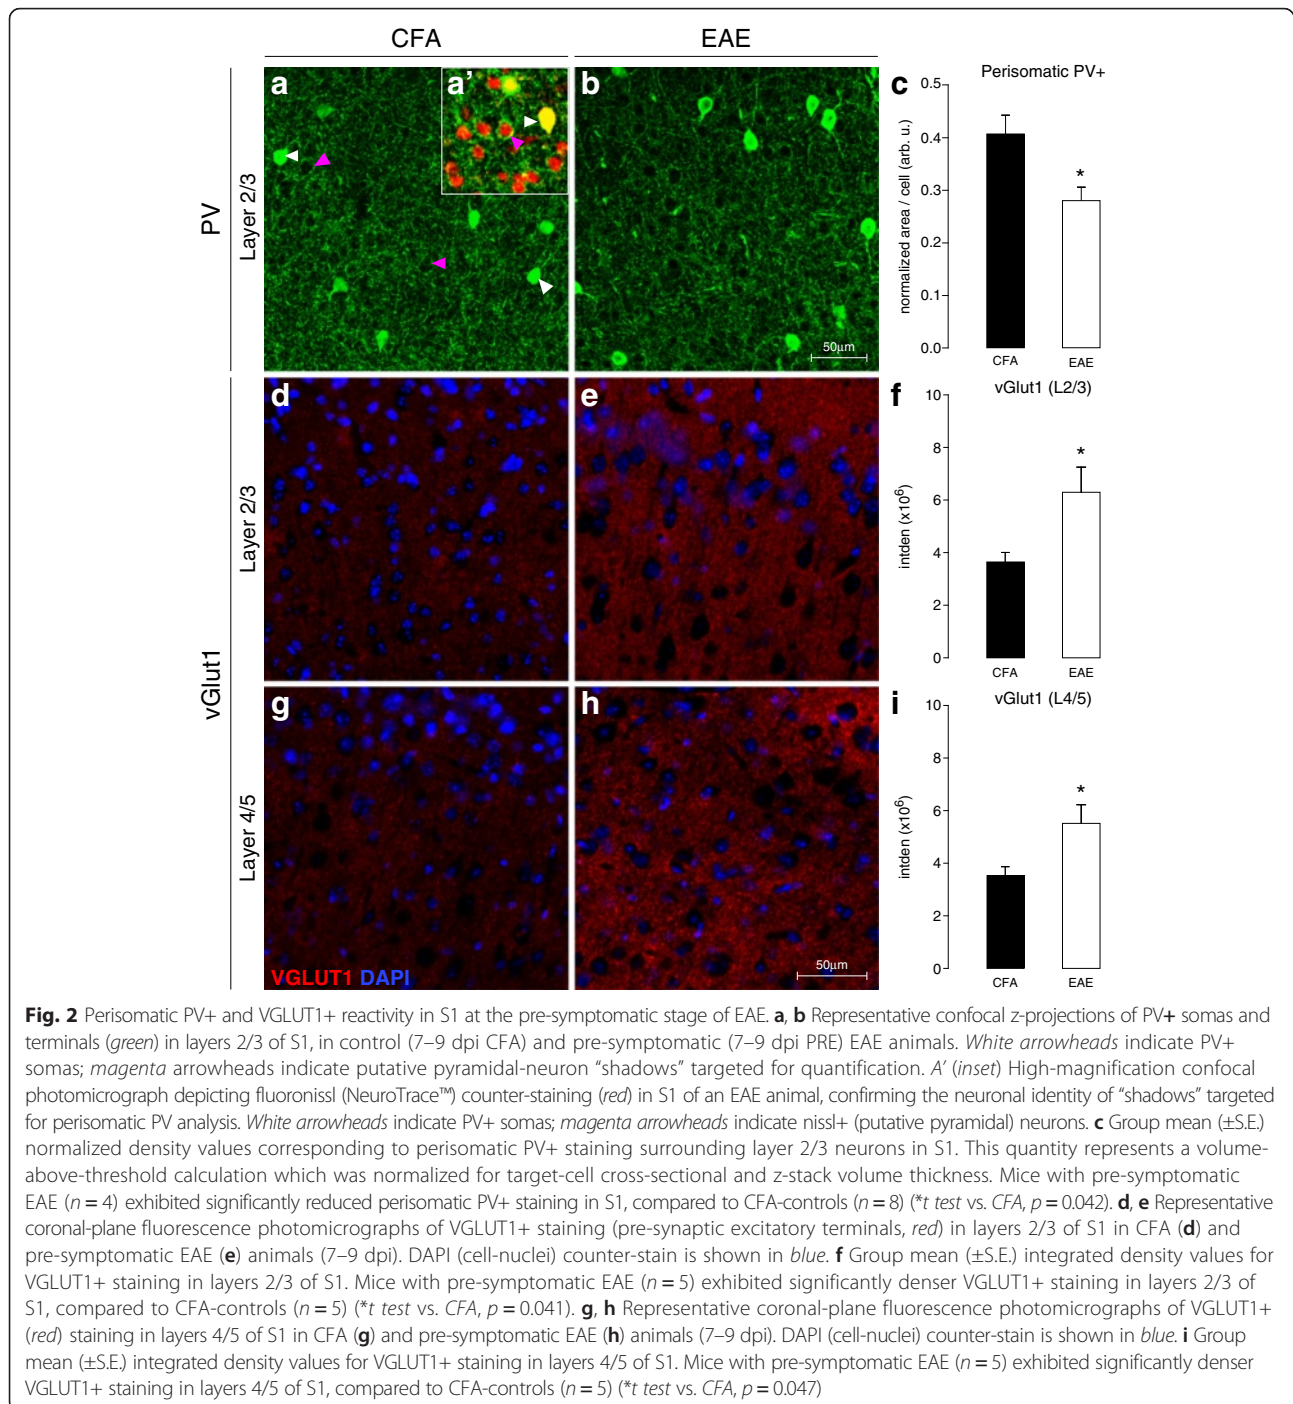 CFA
EAE
PV
Layer 2/3
a
a’
b
50µm
c
Perisomatic PV+
normalized area / cell (arb. u.)
0.5
0.4
0.3
0.2
0.1
0.0
*
CFA
EAE
vGlut1
Layer 2/3
d
e
f
vGlut1 (L2/3)
intden (x10⁶)
10
8
6
4
2
0
*
CFA
EAE
Layer 4/5
g
VGLUT1 DAPI
h
50µm
i
vGlut1 (L4/5)
intden (x10⁶)
10
8
6
4
2
0
*
CFA
EAE
Fig. 2 Perisomatic PV+ and VGLUT1+ reactivity in S1 at the pre-symptomatic stage of EAE. a, b Representative confocal z-projections of PV+ somas and
terminals (green) in layers 2/3 of S1, in control (7–9 dpi CFA) and pre-symptomatic (7–9 dpi PRE) EAE animals. White arrowheads indicate PV+
somas; magenta arrowheads indicate putative pyramidal-neuron “shadows” targeted for quantification. A’ (inset) High-magnification confocal
photomicrograph depicting fluoronissl (NeuroTrace™) counter-staining (red) in S1 of an EAE animal, confirming the neuronal identity of “shadows” targeted
for perisomatic PV analysis. White arrowheads indicate PV+ somas; magenta arrowheads indicate nissl+ (putative pyramidal) neurons. c Group mean (±S.E.)
normalized density values corresponding to perisomatic PV+ staining surrounding layer 2/3 neurons in S1. This quantity represents a volume-
above-threshold calculation which was normalized for target-cell cross-sectional and z-stack volume thickness. Mice with pre-symptomatic
EAE (n = 4) exhibited significantly reduced perisomatic PV+ staining in S1, compared to CFA-controls (n = 8) (*t test vs. CFA, p = 0.042). d, e Representative
coronal-plane fluorescence photomicrographs of VGLUT1+ staining (pre-synaptic excitatory terminals, red) in layers 2/3 of S1 in CFA (d) and
pre-symptomatic EAE (e) animals (7–9 dpi). DAPI (cell-nuclei) counter-stain is shown in blue. f Group mean (±S.E.) integrated density values for
VGLUT1+ staining in layers 2/3 of S1. Mice with pre-symptomatic EAE (n = 5) exhibited significantly denser VGLUT1+ staining in layers 2/3 of
S1, compared to CFA-controls (n = 5) (*t test vs. CFA, p = 0.041). g, h Representative coronal-plane fluorescence photomicrographs of VGLUT1+
(red) staining in layers 4/5 of S1 in CFA (g) and pre-symptomatic EAE (h) animals (7–9 dpi). DAPI (cell-nuclei) counter-stain is shown in blue. i Group
mean (±S.E.) integrated density values for VGLUT1+ staining in layers 4/5 of S1. Mice with pre-symptomatic EAE (n = 5) exhibited significantly denser
VGLUT1+ staining in layers 4/5 of S1, compared to CFA-controls (n = 5) (*t test vs. CFA, p = 0.047)